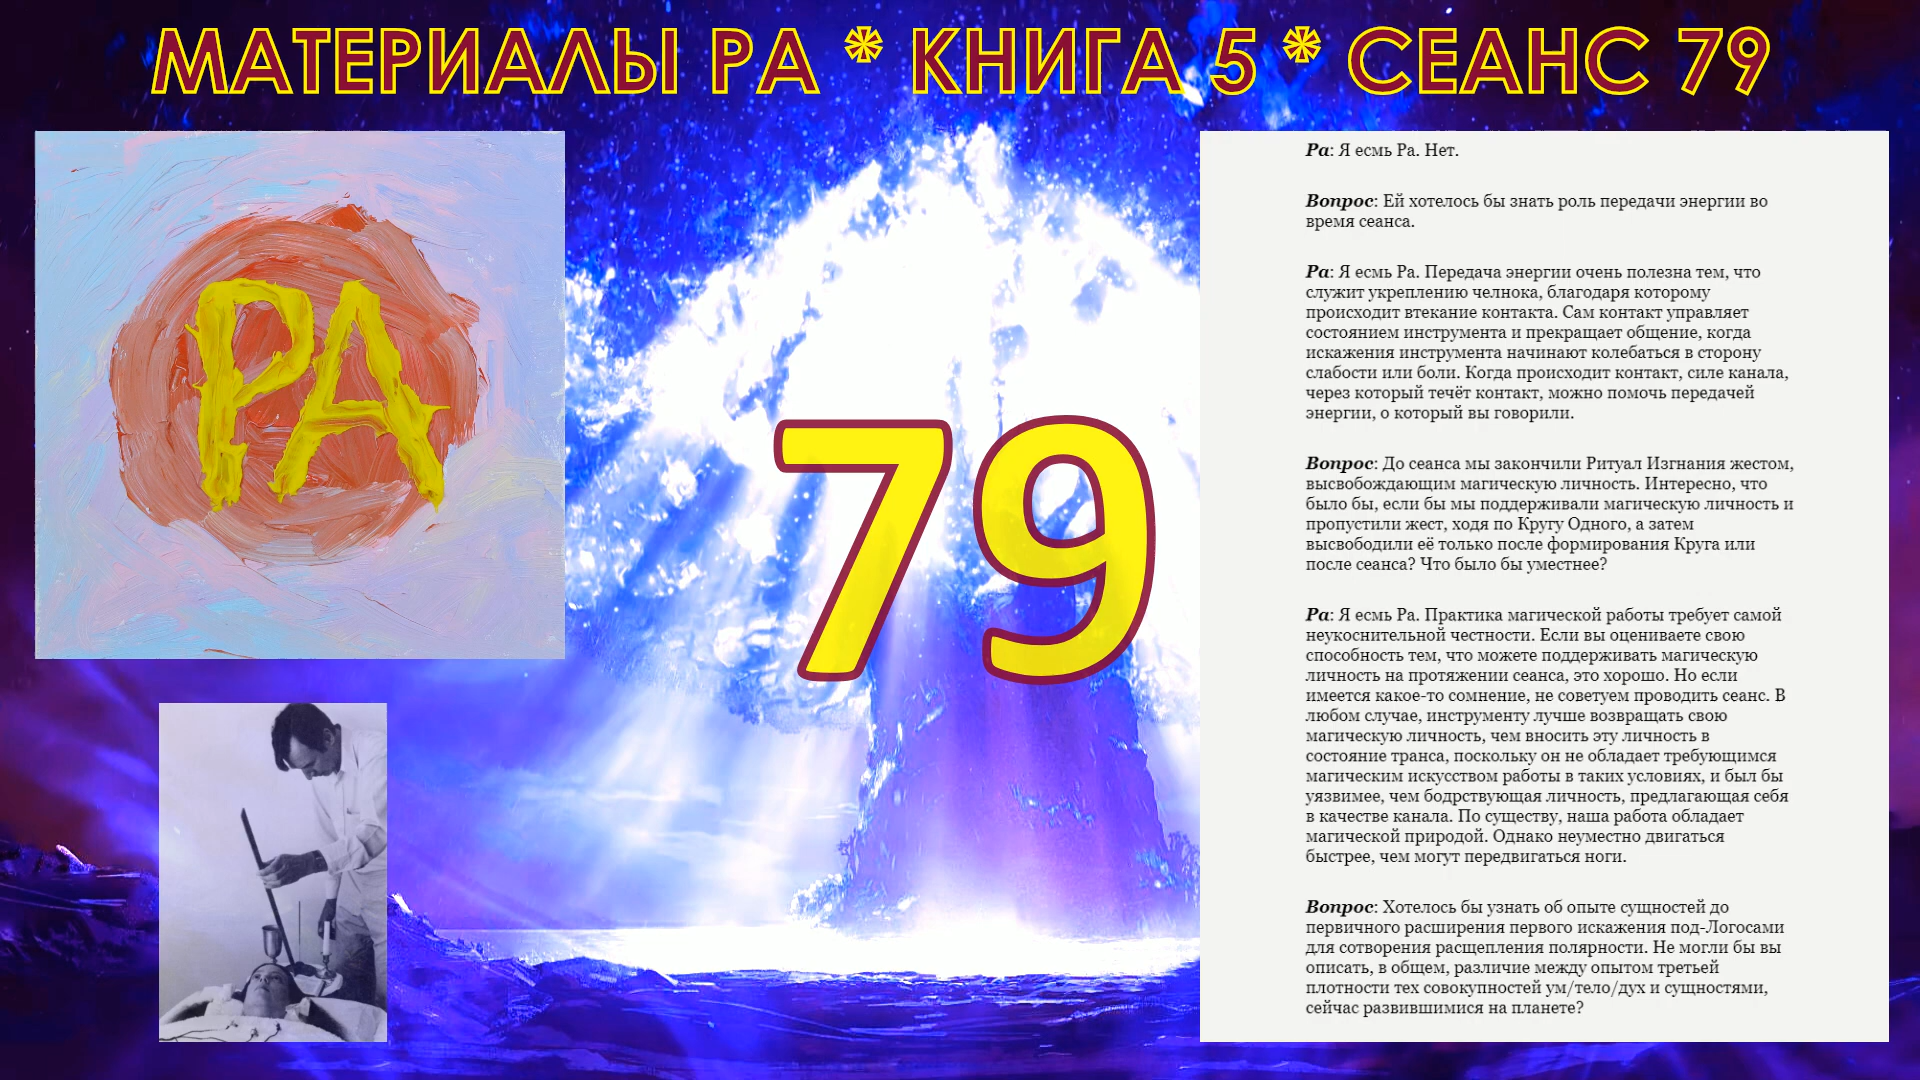 МАТЕРИАЛЫ РА * КНИГА 5 * СЕАНС 79
РА
79
Ра: Я есмь Ра. Нет.
Вопрос: Ей хотелось бы знать роль передачи энергии во
время сеанса.
Ра: Я есмь Ра. Передача энергии очень полезна тем, что
служит укреплению челнока, благодаря которому
происходит втекание контакта. Сам контакт управляет
состоянием инструмента и прекращает общение, когда
искажения инструмента начинают колебаться в сторону
слабости или боли. Когда происходит контакт, силе канала,
через который течёт контакт, можно помочь передачей
энергии, о который вы говорили.
Вопрос: До сеанса мы закончили Ритуал Изгнания жестом,
высвобождающим магическую личность. Интересно, что
было бы, если бы мы поддерживали магическую личность и
пропустили жест, ходя по Кругу Одного, а затем
высвободили её только после формирования Круга или
после сеанса? Что было бы уместнее?
Ра: Я есмь Ра. Практика магической работы требует самой
неукоснительной честности. Если вы оцениваете свою
способность тем, что можете поддерживать магическую
личность на протяжении сеанса, это хорошо. Но если
имеется какое-то сомнение, не советуем проводить сеанс. В
любом случае, инструменту лучше возвращать свою
магическую личность, чем вносить эту личность в
состояние транса, поскольку он не обладает требующимся
магическим искусством работы в таких условиях, и был бы
уязвимее, чем бодрствующая личность, предлагающая себя
в качестве канала. По существу, наша работа обладает
магической природой. Однако неуместно двигаться
быстрее, чем могут передвигаться ноги.
Вопрос: Хотелось бы узнать об опыте сущностей до
первичного расширения первого искажения под-Логосами
для сотворения расщепления полярности. Не могли бы вы
описать, в общем, различие между опытом третьей
плотности тех совокупностей ум/тело/дух и сущностями,
сейчас развившимися на планете?